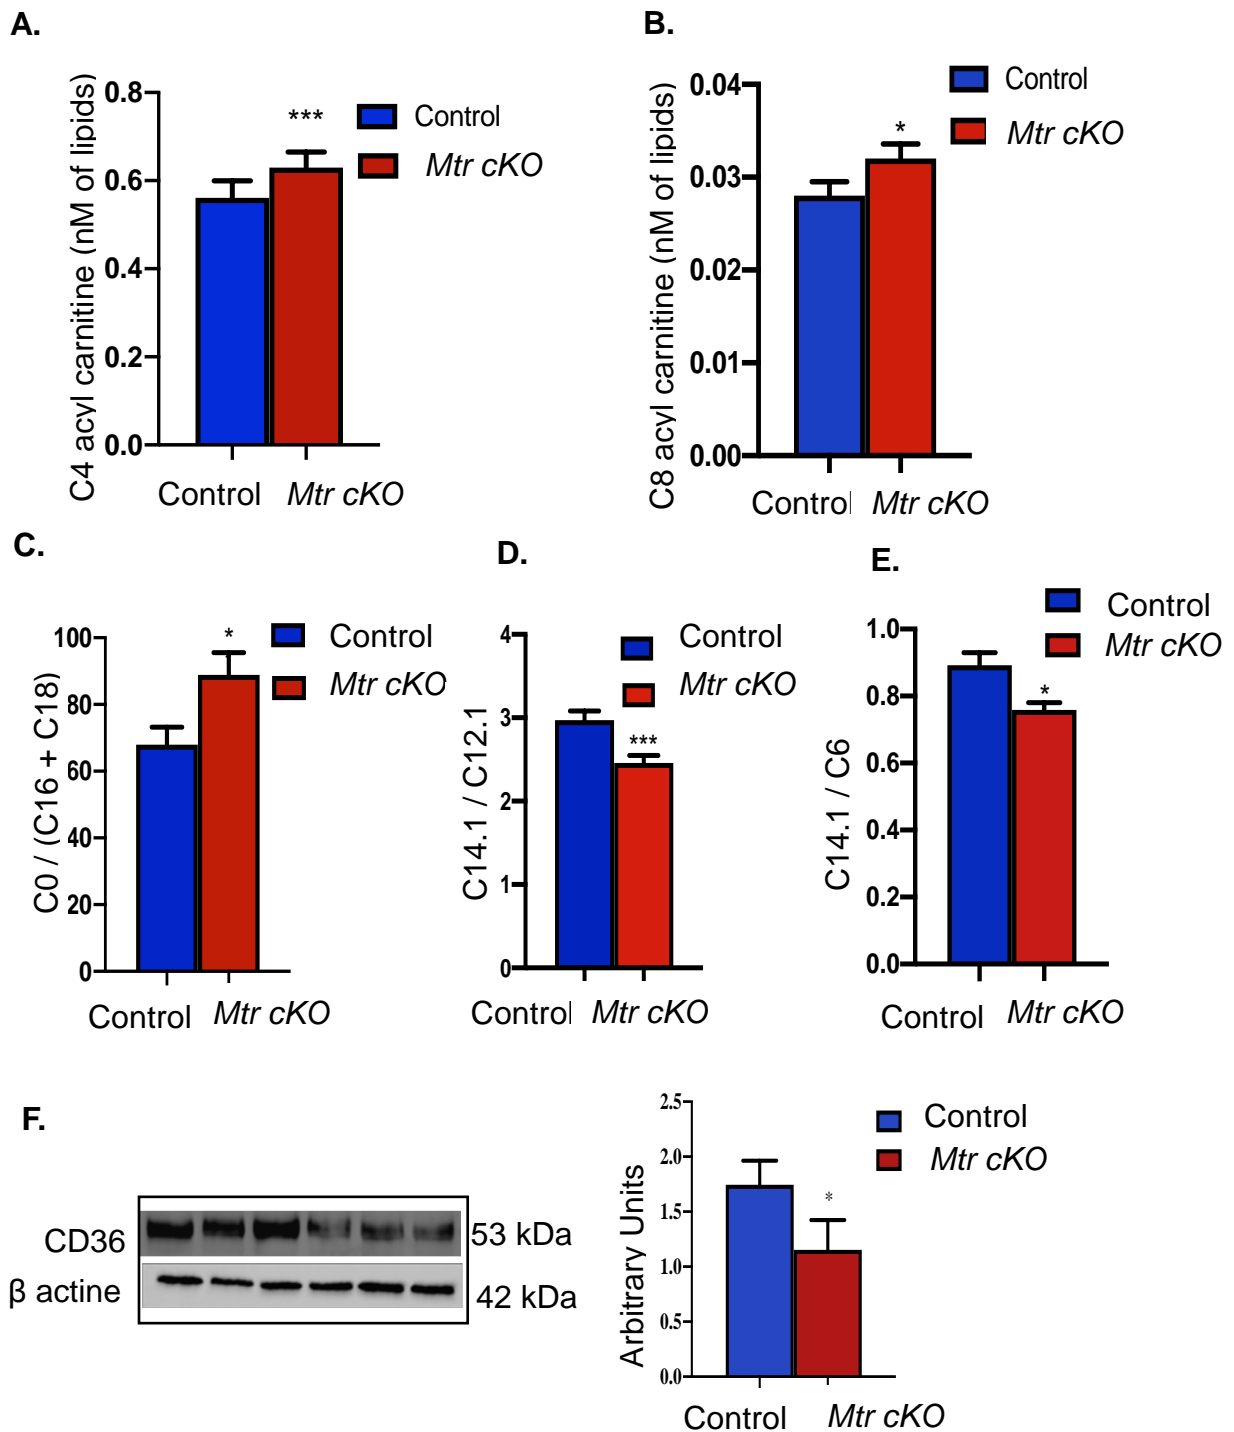 A.
C4 acyl carnitine (nM of lipids)
0.8
0.6
0.4
0.2
0.0
***
Control
Mtr cKO
Control
Mtr cKO
B.
C8 acyl carnitine (nM of lipids)
0.04
0.03
0.02
0.01
0.00
*
Control
Mtr cKO
Control
Mtr cKO
C.
C0 / (C16 + C18)
100
80
60
40
20
0
*
Control
Mtr cKO
Control
Mtr cKO
D.
C14.1 / C12.1
4
3
2
1
0
***
Control
Mtr cKO
Control
Mtr cKO
E.
C14.1 / C6
1.0
0.8
0.6
0.4
0.2
0.0
*
Control
Mtr cKO
Control
Mtr cKO
F.
CD36
53 kDa
β actine
42 kDa
Arbitrary Units
2.5
2.0
1.5
1.0
0.5
0.0
*
Control
Mtr cKO
Control
Mtr cKO